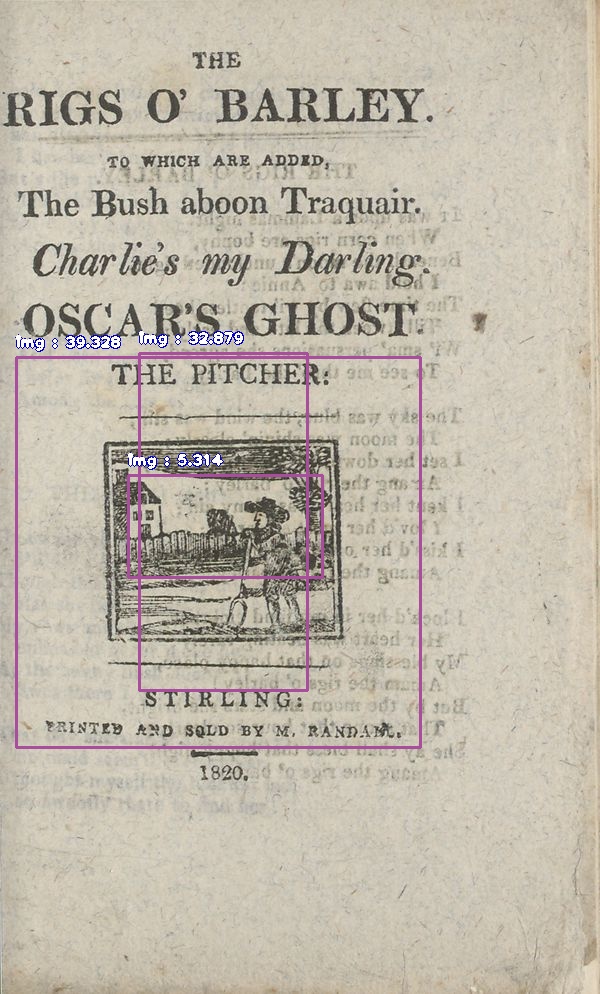 THE
RIGS O' BARLEY.
TO WHICH ARE ADDED,
The Bush aboon Traquair.
Charlie's my Darling.
OSCAR'S GHOST.
img : 39.328
img : 32.879
THE PITCHER:
img : 5.314
STIRLING:
PRINTED AND SOLD BY M. RANDALL.
1820.